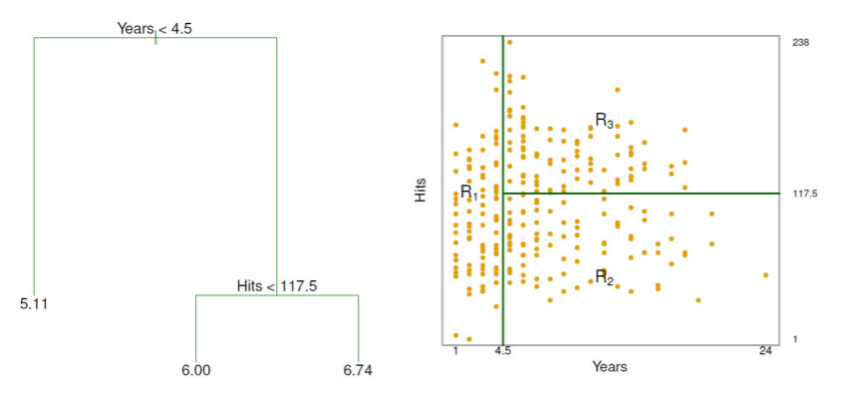 Years < 4.5
5.11
Hits < 117.5
6.00
6.74
238
R3
Hits
R1
117.5
R2
1
1
4.5
24
Years